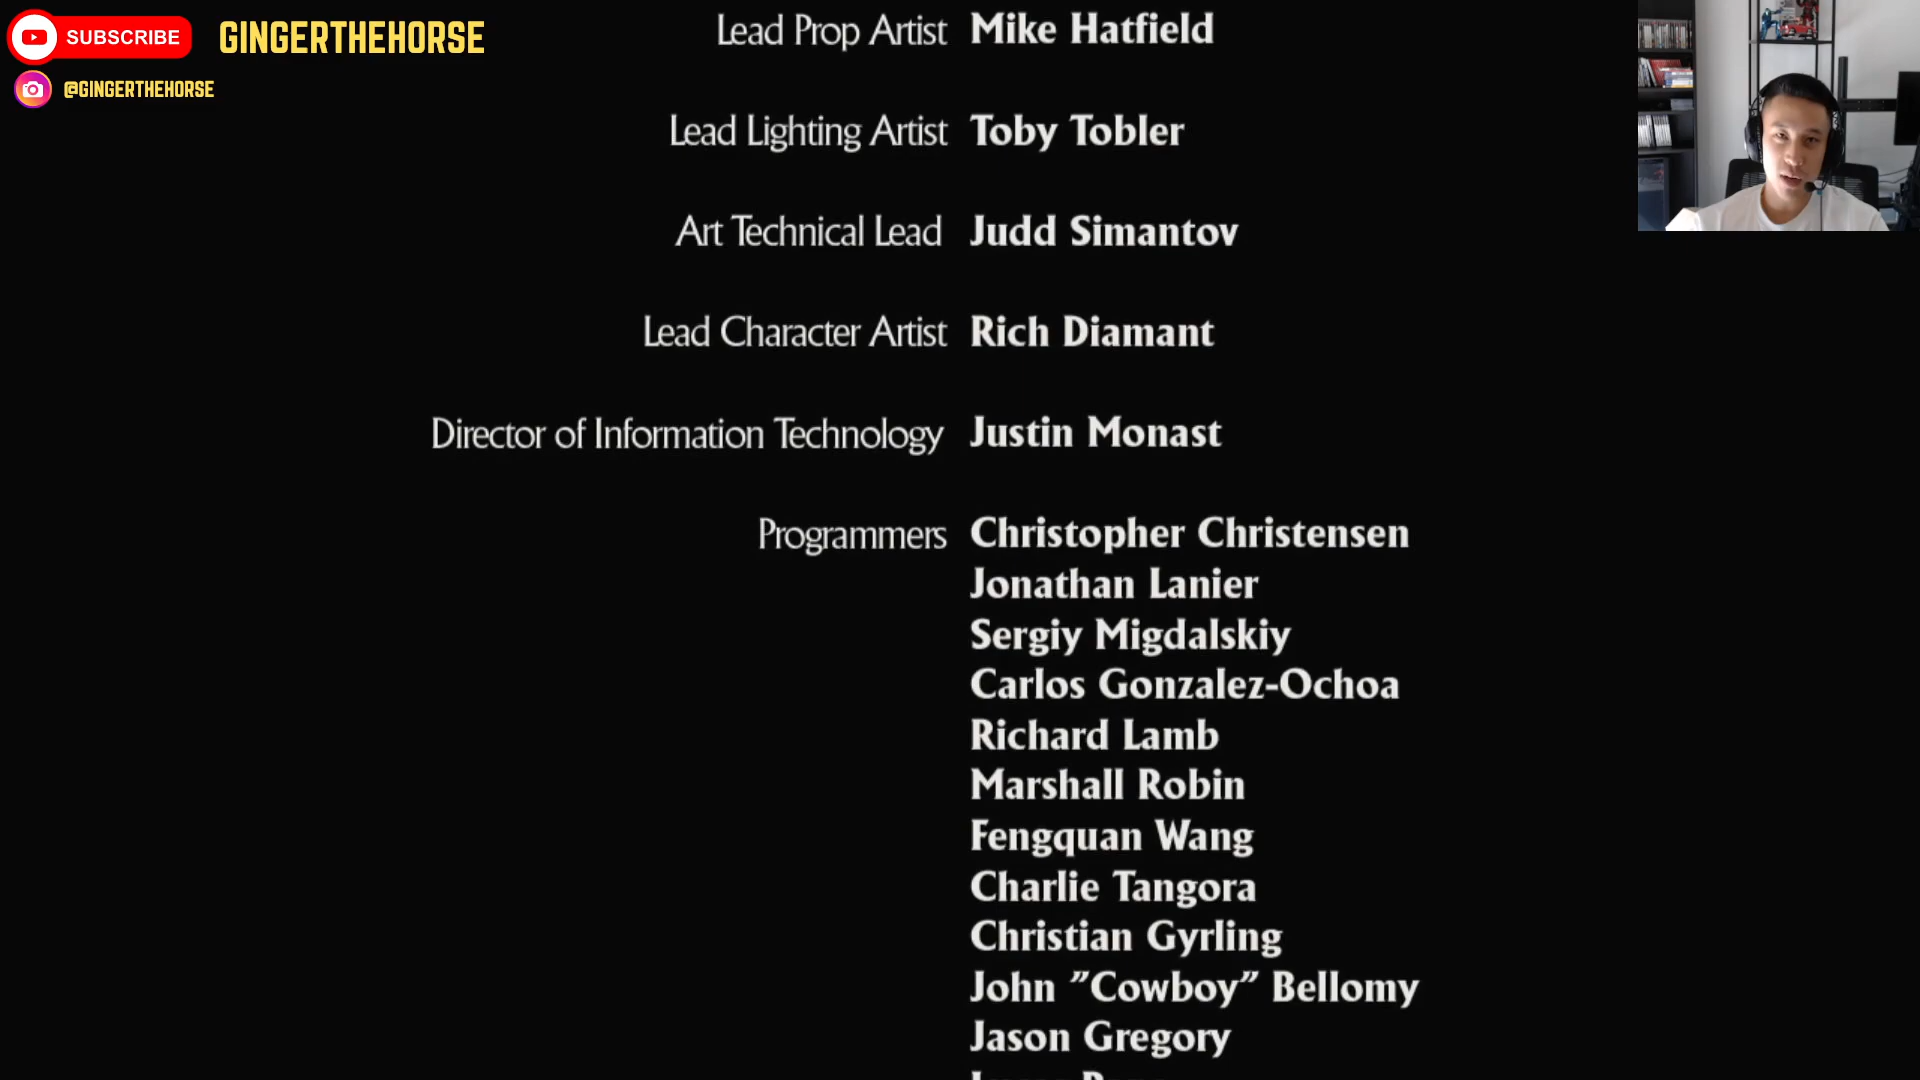 SUBSCRIBE GINGERTHEHORSE
@GINGERTHEHORSE
Lead Prop Artist Mike Hatfield
Lead Lighting Artist Toby Tobler
Art Technical Lead Judd Simantov
Lead Character Artist Rich Diamant
Director of Information Technology Justin Monast
Programmers Christopher Christensen
Jonathan Lanier
Sergiy Migdalskiy
Carlos Gonzalez-Ochoa
Richard Lamb
Marshall Robin
Fengquan Wang
Charlie Tangora
Christian Gyrling
John ”Cowboy” Bellomy
Jason Gregory